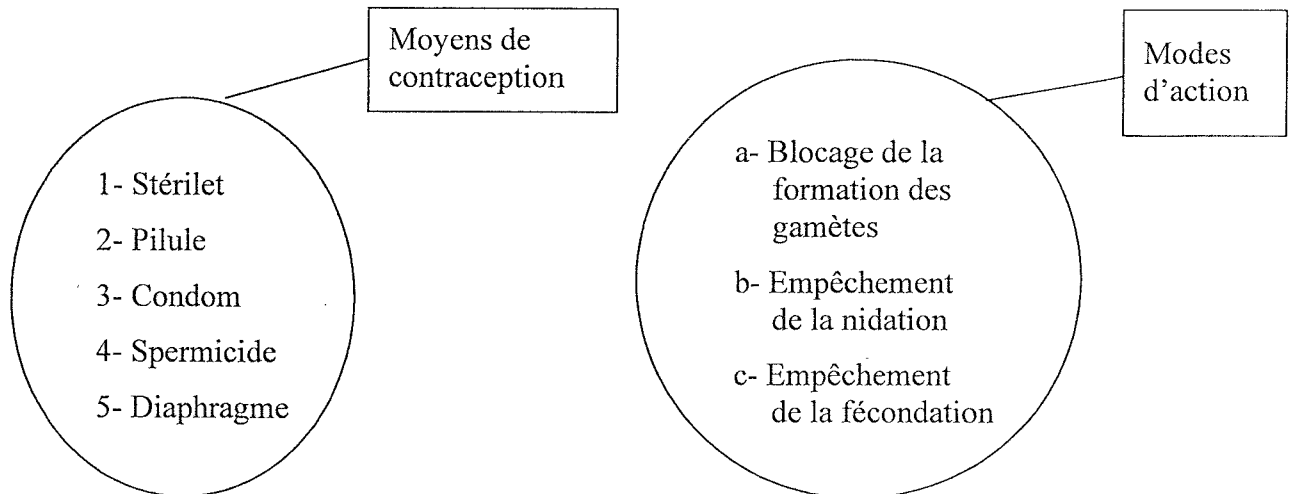 Moyens de
contraception
1- Stérilet
2- Pilule
3- Condom
4- Spermicide
5- Diaphragme
Modes
d'action
a- Blocage de la
formation des
gamètes
b- Empêchement
de la nidation
c- Empêchement
de la fécondation